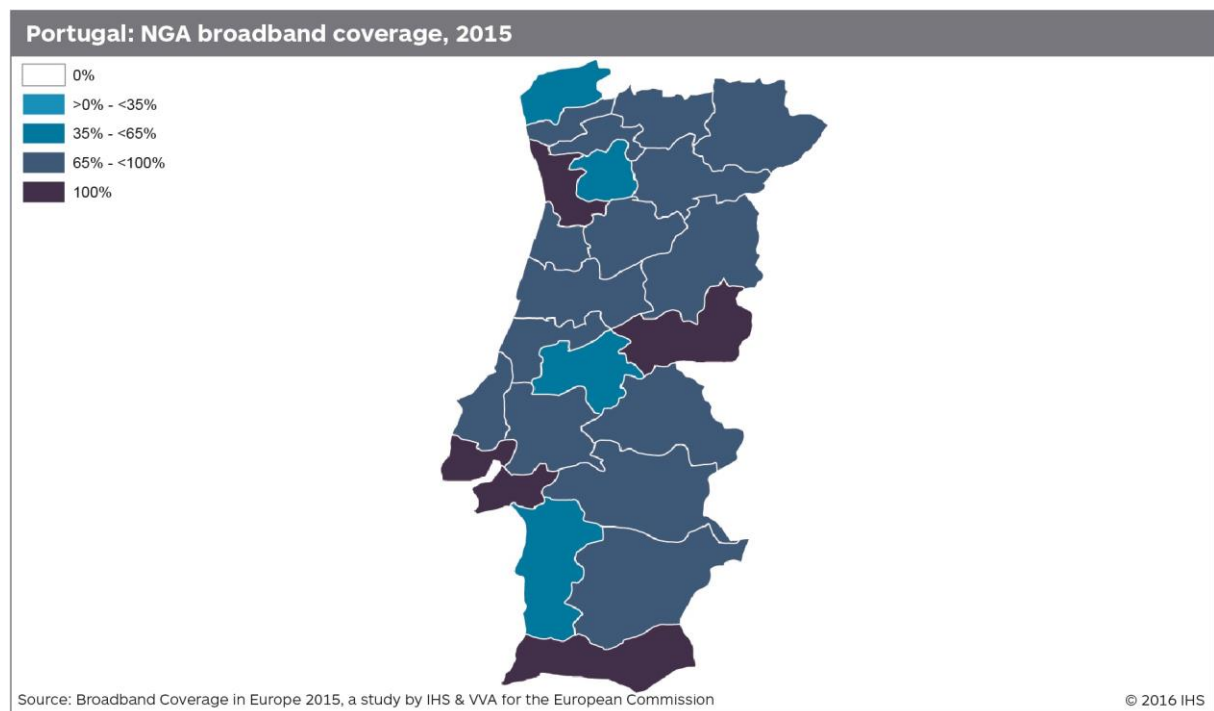 Portugal: NGA broadband coverage, 2015
0%
>0% - <35%
35% - <65%
65% - <100%
100%
Source: Broadband Coverage in Europe 2015, a study by IHS & VVA for the European Commission
© 2016 IHS